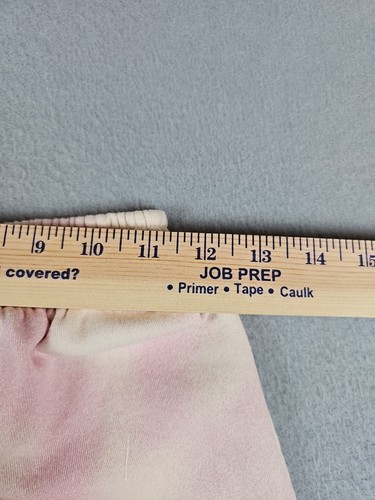 9 10 11 12 13 14 15
covered? JOB PREP
• Primer • Tape • Caulk